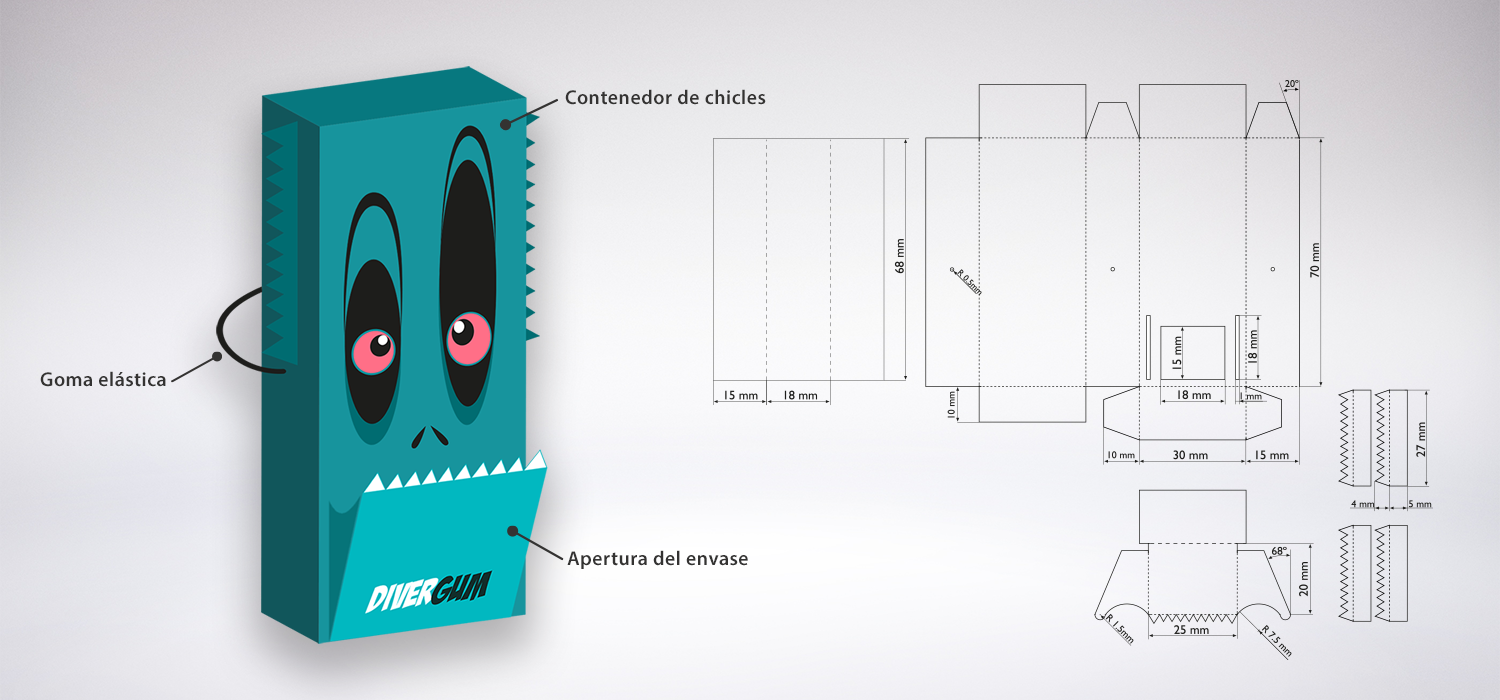 Contenedor de chicles
Goma elástica
Apertura del envase
DIVERGUM
68 mm
15 mm
18 mm
20°
R 0.5mm
70 mm
15 mm
18 mm
18 mm
1 mm
10 mm
10 mm
30 mm
15 mm
27 mm
4 mm
5 mm
68°
20 mm
R 1.5mm
25 mm
R 7.5 mm